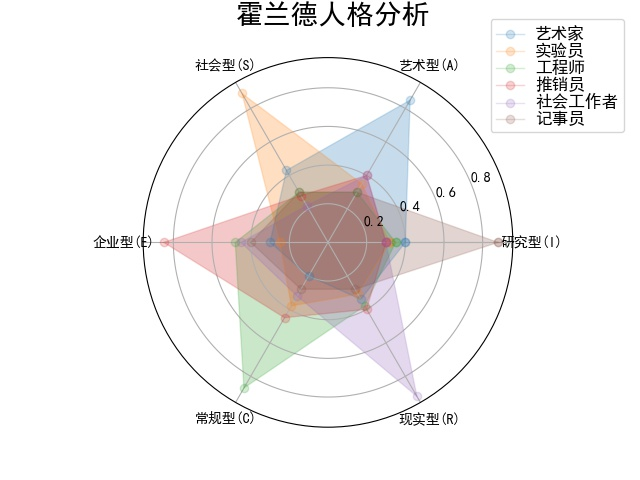 霍兰德人格分析
艺术家
实验员
工程师
推销员
社会工作者
记事员
社会型(S)
艺术型(A)
0.8
0.6
0.4
0.2
企业型(E)
研究型(I)
常规型(C)
现实型(R)